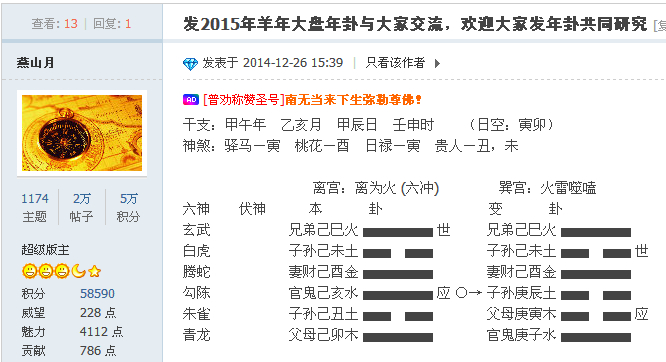 查看: 13 | 回复: 1
发2015年羊年大盘年卦与大家交流，欢迎大家发年卦共同研究
燕山月
发表于 2014-12-26 15:39 | 只看该作者
AD [普劝称赞圣号]南无当来下生弥勒尊佛！
干支：甲午年 乙亥月 甲辰日 壬申时 （日空：寅卯）
神煞：驿马—寅 桃花—酉 日禄—寅 贵人—丑，未
离宫：离为火 (六冲) 巽宫：火雷噬嗑
六神 伏神 本 卦 变 卦
玄武 兄弟己巳火 世 兄弟己巳火
白虎 子孙己未土 子孙己未土 世
腾蛇 妻财己酉金 妻财己酉金
勾陈 官鬼己亥水 应 ○→ 子孙庚辰土
朱雀 子孙己丑土 父母庚寅木 应
青龙 父母己卯木 官鬼庚子水
1174 2万 5万
主题 帖子 积分
超级版主
积分 58590
威望 228 点
魅力 4112 点
贡献 786 点